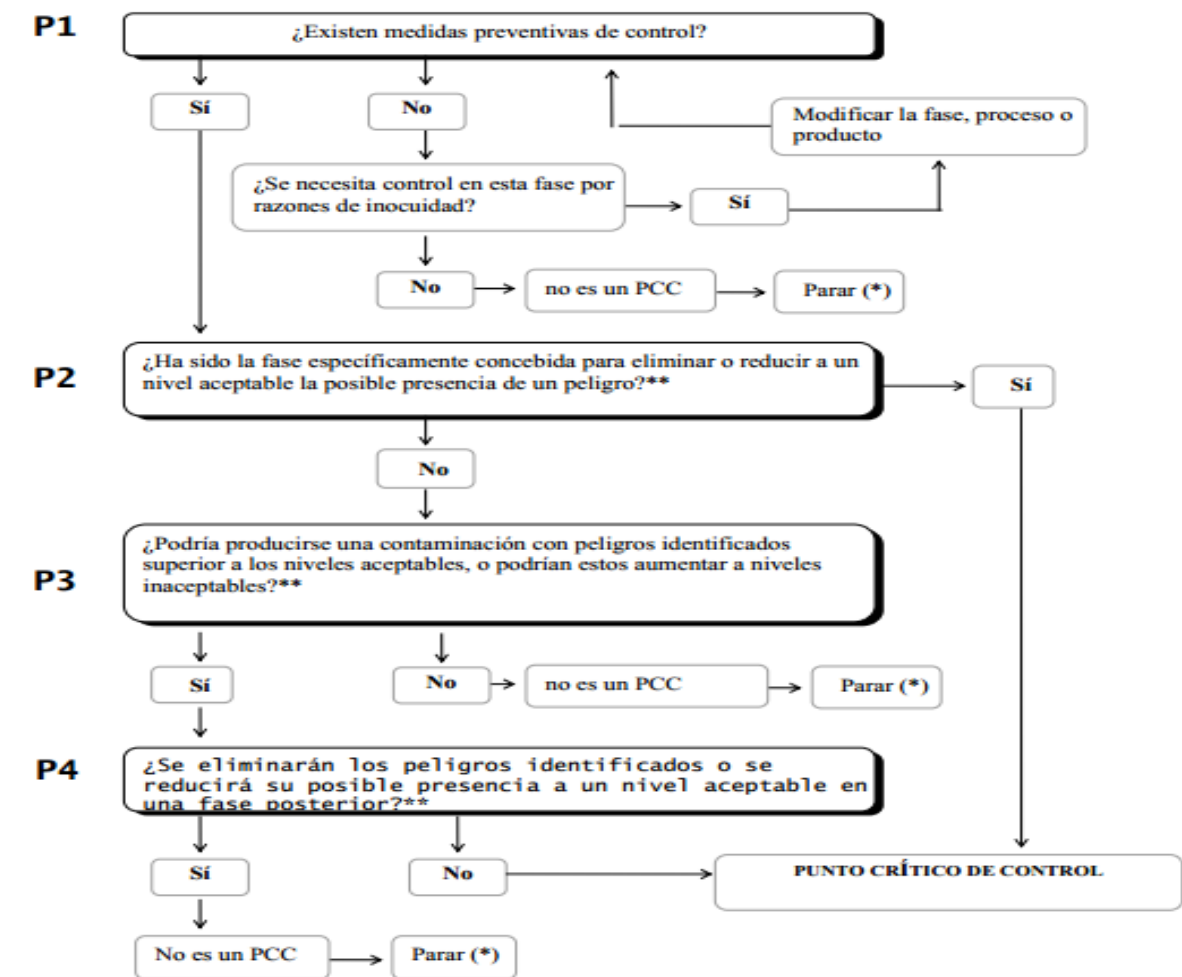 P1
¿Existen medidas preventivas de control?
Sí
No
Modificar la fase, proceso o
producto
¿Se necesita control en esta fase por
razones de inocuidad?
Sí
No
no es un PCC
Parar (*)
P2
¿Ha sido la fase específicamente concebida para eliminar o reducir a un
nivel aceptable la posible presencia de un peligro?**
Sí
No
P3
¿Podría producirse una contaminación con peligros identificados
superior a los niveles aceptables, o podrían estos aumentar a niveles
inaceptables?**
Sí
No
no es un PCC
Parar (*)
P4
¿Se eliminarán los peligros identificados o se
reducirá su posible presencia a un nivel aceptable en
una fase posterior?**
Sí
No
PUNTO CRÍTICO DE CONTROL
No es un PCC
Parar (*)